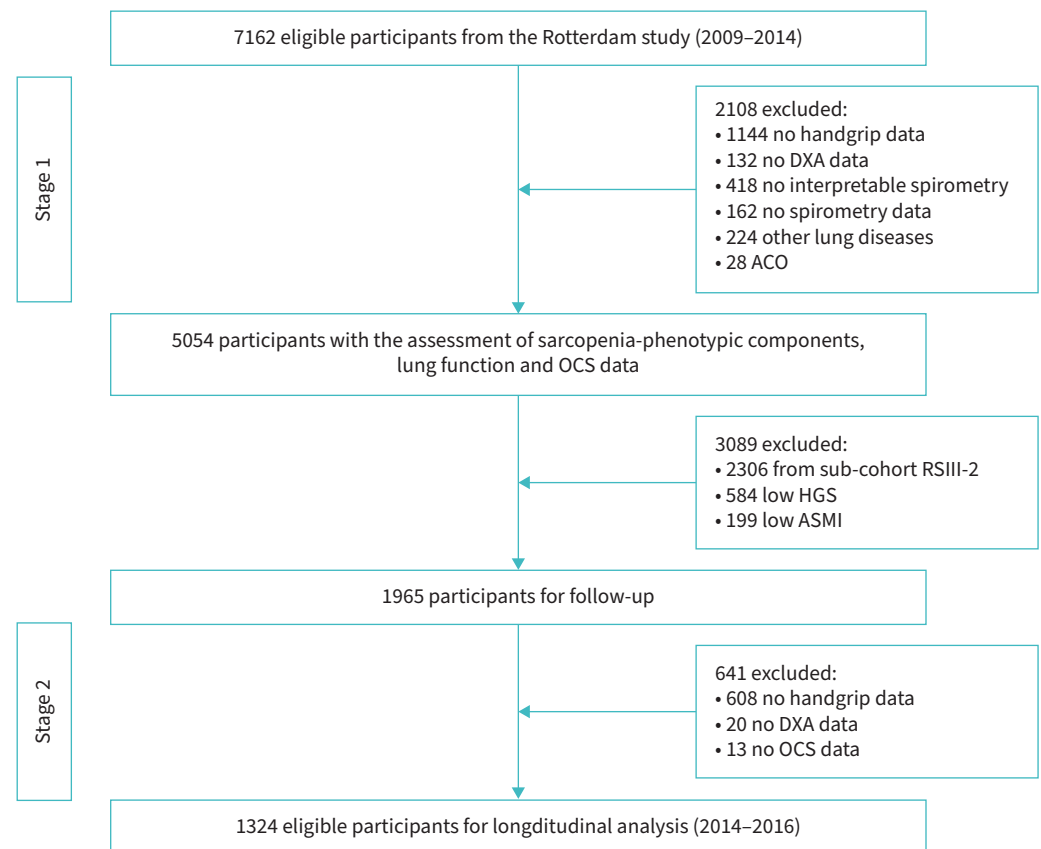 7162 eligible participants from the Rotterdam study (2009–2014)
Stage 1
2108 excluded:
• 1144 no handgrip data
• 132 no DXA data
• 418 no interpretable spirometry
• 162 no spirometry data
• 224 other lung diseases
• 28 ACO
5054 participants with the assessment of sarcopenia-phenotypic components,
lung function and OCS data
3089 excluded:
• 2306 from sub-cohort RSIII-2
• 584 low HGS
• 199 low ASMI
1965 participants for follow-up
Stage 2
641 excluded:
• 608 no handgrip data
• 20 no DXA data
• 13 no OCS data
1324 eligible participants for longditudinal analysis (2014–2016)